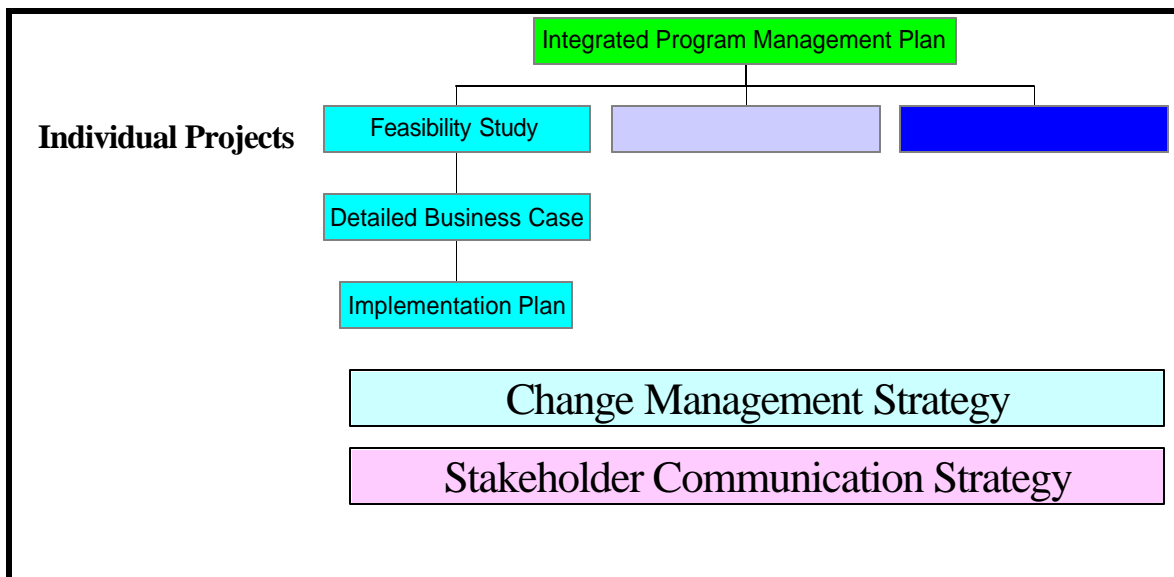 Integrated Program Management Plan
Individual Projects
Feasibility Study
Detailed Business Case
Implementation Plan
Change Management Strategy
Stakeholder Communication Strategy